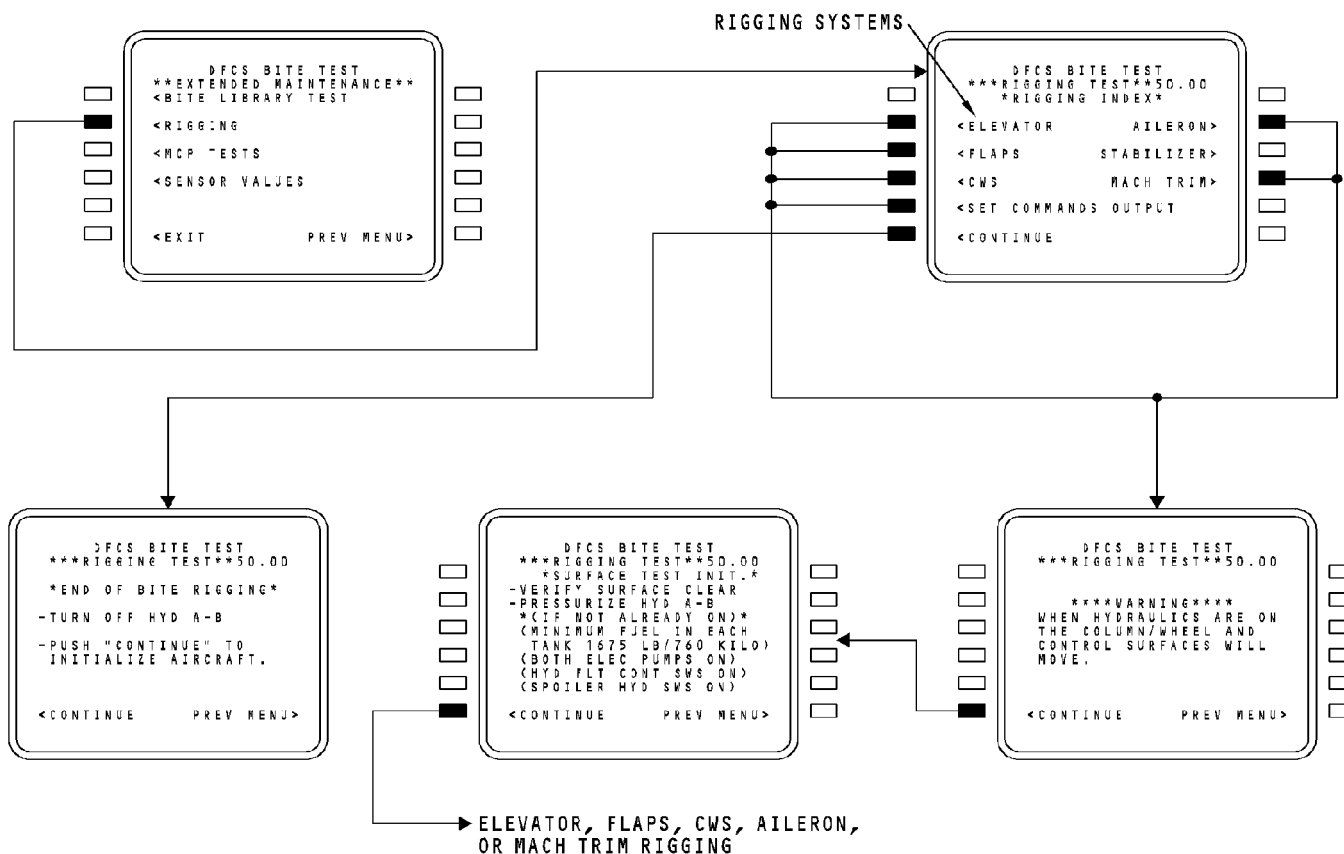 RIGGING SYSTEMS
DFCS BITE TEST
**EXTENDED MAINTENANCE**
<BITE LIBRARY TEST
<RIGGING
<MCP TESTS
<SENSOR VALUES
<EXIT PREV MENU>
DFCS BITE TEST
***RIGGING TEST**50.00
*RIGGING INDEX*
<ELEVATOR AILERON>
<FLAPS STABILIZER>
<CWS MACH TRIM>
<SET COMMANDS OUTPUT
<CONTINUE
DFCS BITE TEST
***RIGGING TEST**50.00
*END OF BITE RIGGING*
-TURN OFF HYD A-B
-PUSH "CONTINUE" TO
INITIALIZE AIRCRAFT.
<CONTINUE PREV MENU>
DFCS BITE TEST
***RIGGING TEST**50.00
*SURFACE TEST INIT.*
-VERIFY SURFACE CLEAR
-PRESSURIZE HYD A-B
*(IF NOT ALREADY ON)*
(MINIMUM FUEL IN EACH
TANK 1675 LB/760 KILO)
(BOTH ELEC PUMPS ON)
(HYD FLT CONT SWS ON)
(SPOILER HYD SWS ON)
<CONTINUE PREV MENU>
DFCS BITE TEST
***RIGGING TEST**50.00
****WARNING****
WHEN HYDRAULICS ARE ON
THE COLUMN/WHEEL AND
CONTROL SURFACES WILL
MOVE.
<CONTINUE PREV MENU>
ELEVATOR, FLAPS, CWS, AILERON,
OR MACH TRIM RIGGING